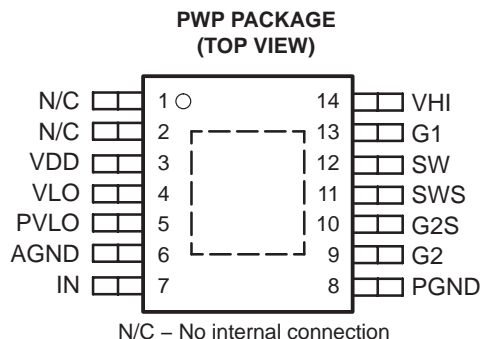 PWP PACKAGE
(TOP VIEW)
N/C 1 14 VHI
N/C 2 13 G1
VDD 3 12 SW
VLO 4 11 SWS
PVLO 5 10 G2S
AGND 6 9 G2
IN 7 8 PGND
N/C – No internal connection